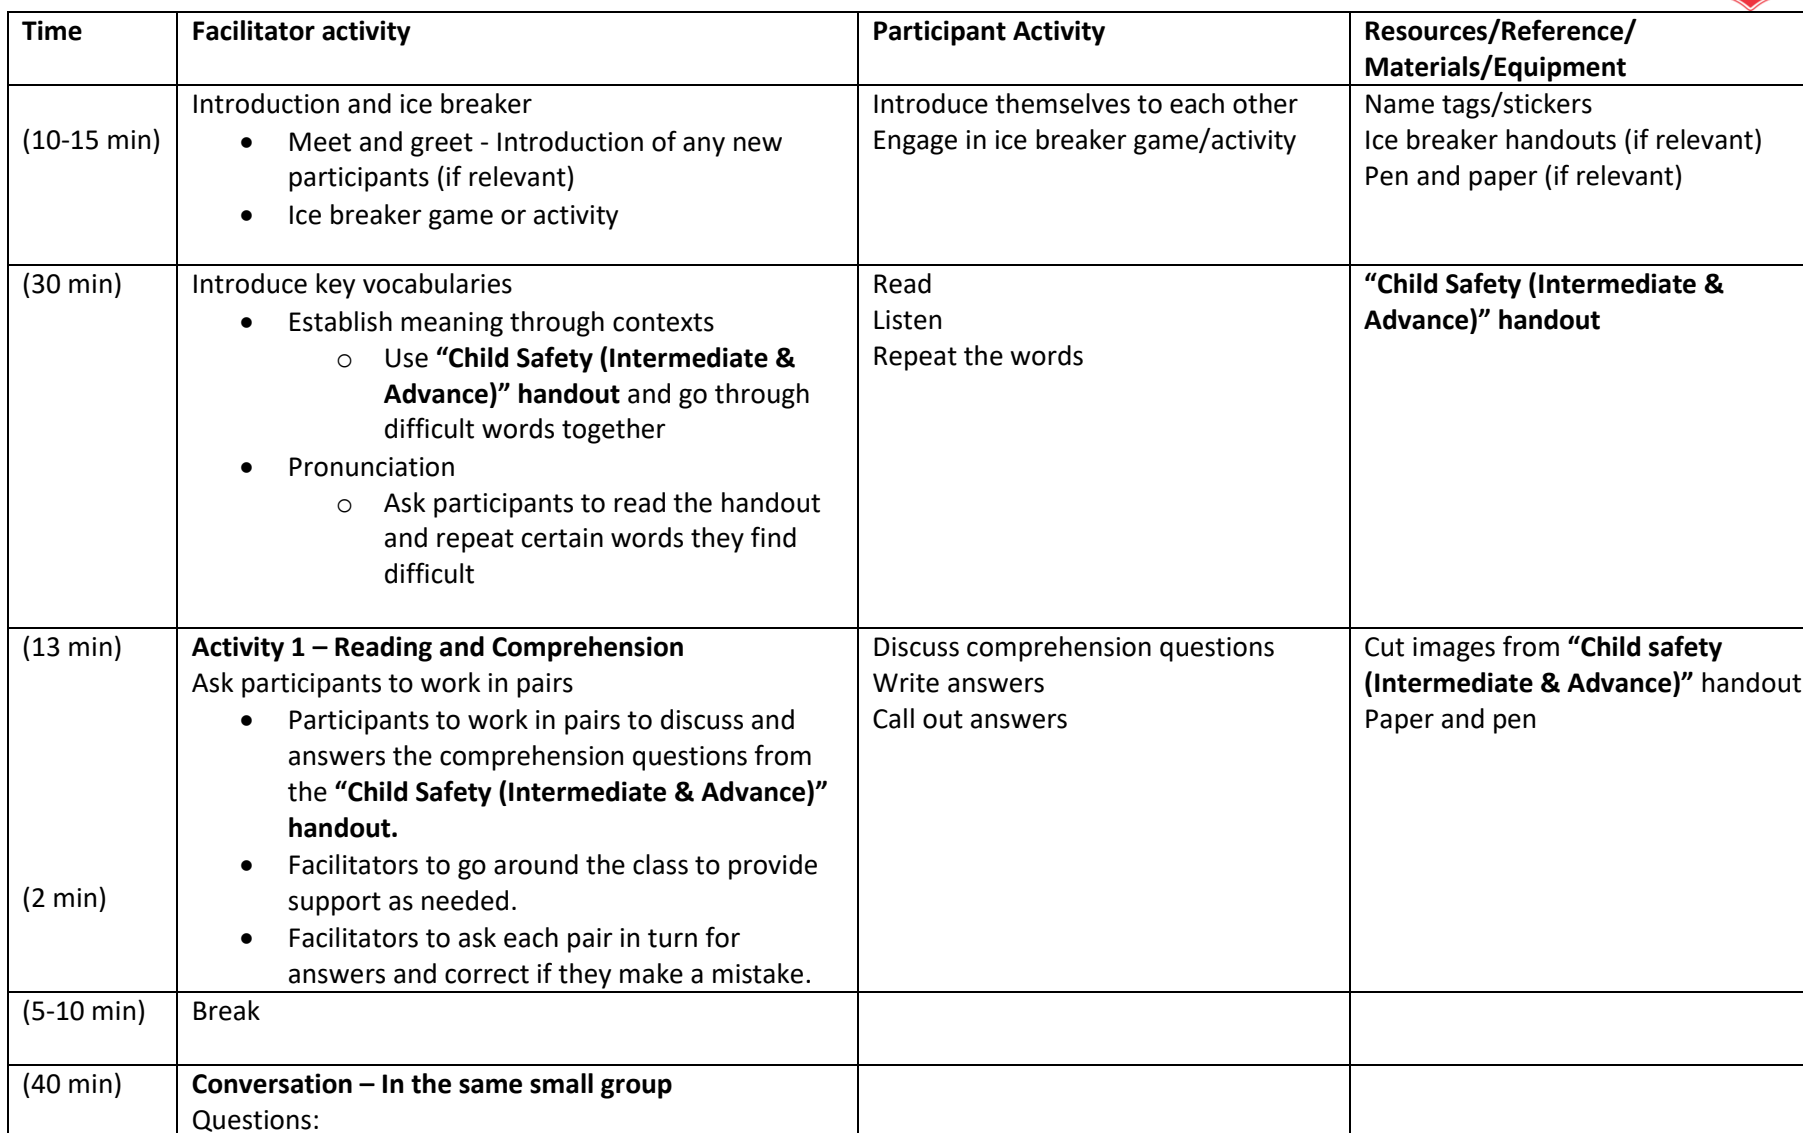 Time
Facilitator activity
Participant Activity
Resources/Reference/
Materials/Equipment
(10-15 min)
Introduction and ice breaker
• Meet and greet - Introduction of any new
participants (if relevant)
• Ice breaker game or activity
Introduce themselves to each other
Engage in ice breaker game/activity
Name tags/stickers
Ice breaker handouts (if relevant)
Pen and paper (if relevant)
(30 min)
Introduce key vocabularies
• Establish meaning through contexts
o Use “Child Safety (Intermediate &
Advance)” handout and go through
difficult words together
• Pronunciation
o Ask participants to read the handout
and repeat certain words they find
difficult
Read
Listen
Repeat the words
“Child Safety (Intermediate &
Advance)” handout
(13 min)
(2 min)
Activity 1 – Reading and Comprehension
Ask participants to work in pairs
• Participants to work in pairs to discuss and
answers the comprehension questions from
the “Child Safety (Intermediate & Advance)”
handout.
• Facilitators to go around the class to provide
support as needed.
• Facilitators to ask each pair in turn for
answers and correct if they make a mistake.
Discuss comprehension questions
Write answers
Call out answers
Cut images from “Child safety
(Intermediate & Advance)” handout
Paper and pen
(5-10 min)
Break
(40 min)
Conversation – In the same small group
Questions: